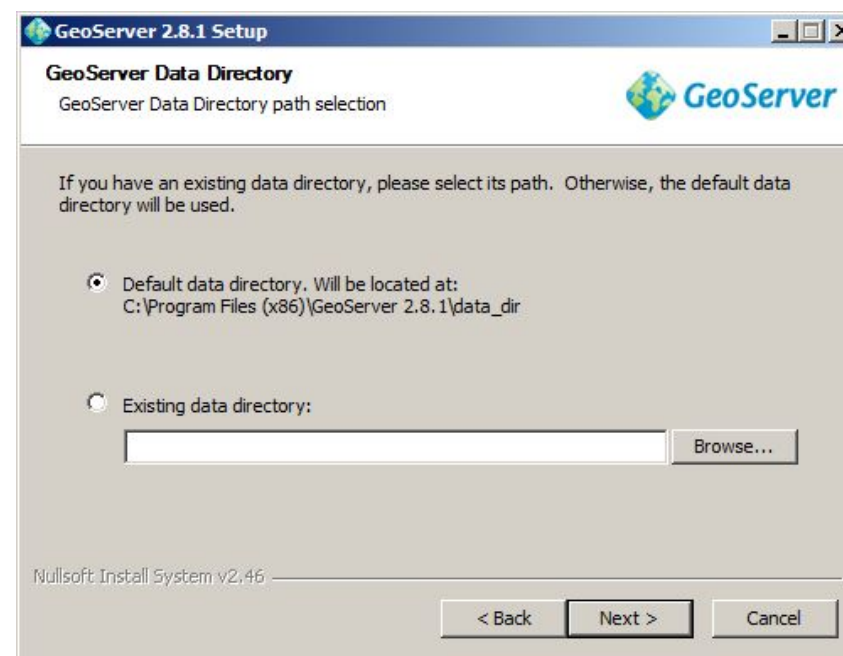 GeoServer 2.8.1 Setup
GeoServer Data Directory
GeoServer Data Directory path selection
GeoServer
If you have an existing data directory, please select its path. Otherwise, the default data
directory will be used.
Default data directory. Will be located at:
C:\Program Files (x86)\GeoServer 2.8.1\data_dir
Existing data directory:
Browse...
Nullsoft Install System v2.46
< Back
Next >
Cancel